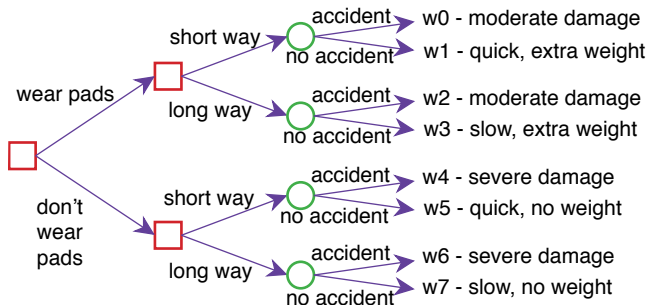 accident
w0 - moderate damage
short way
no accident
w1 - quick, extra weight
wear pads
accident
w2 - moderate damage
long way
no accident
w3 - slow, extra weight
accident
w4 - severe damage
short way
don't
wear
pads
no accident
w5 - quick, no weight
accident
w6 - severe damage
long way
no accident
w7 - slow, no weight